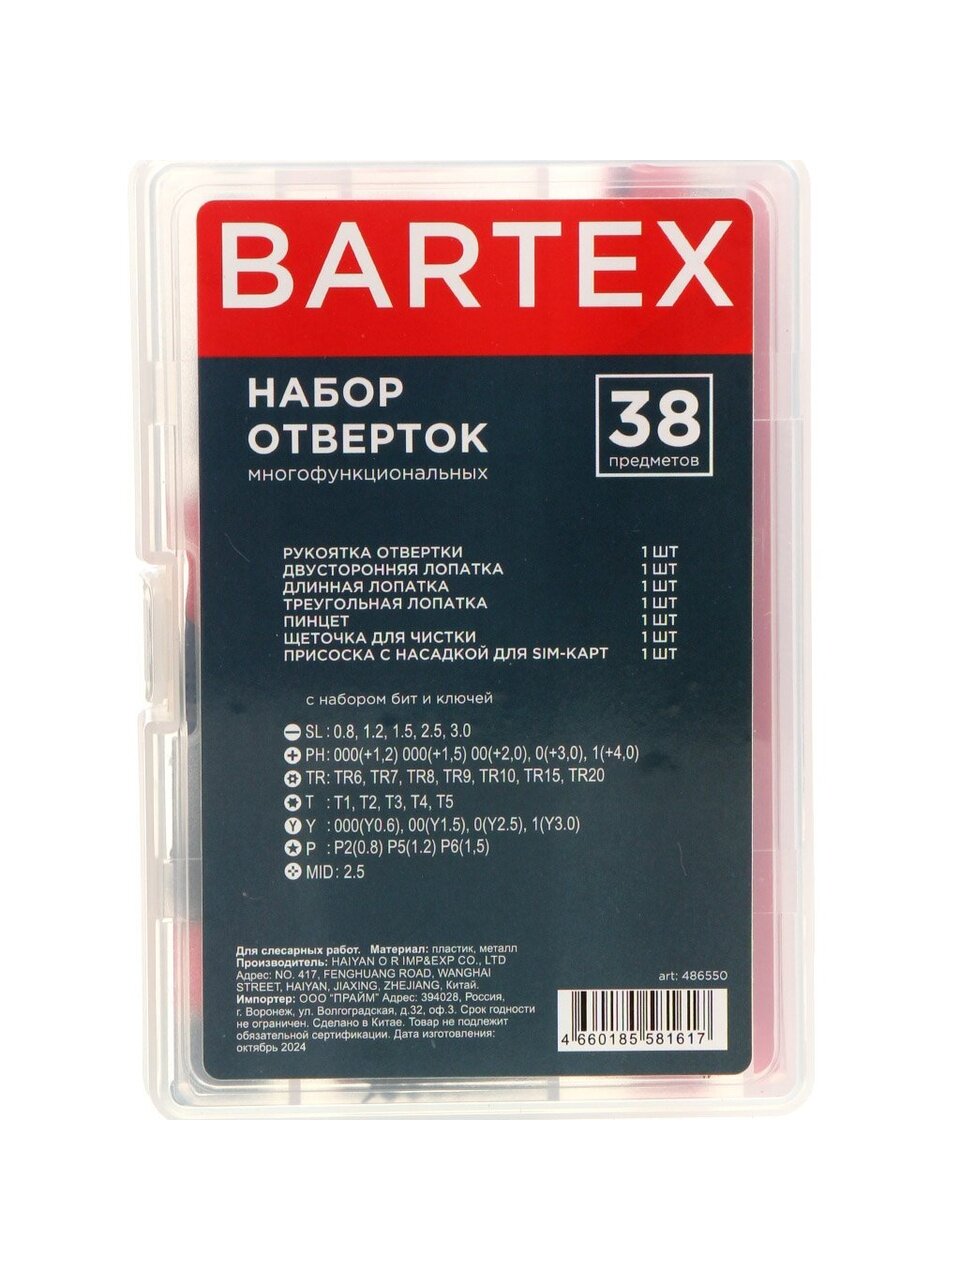 BARTEX
НАБОР
ОТВЕРТОК
многофункциональных
38
предметов
РУКОЯТКА ОТВЕРТКИ 1 ШТ
ДВУСТОРОННЯЯ ЛОПАТКА 1 ШТ
ДЛИННАЯ ЛОПАТКА 1 ШТ
ТРЕУГОЛЬНАЯ ЛОПАТКА 1 ШТ
ПИНЦЕТ 1 ШТ
ЩЕТОЧКА ДЛЯ ЧИСТКИ 1 ШТ
ПРИСОСКА С НАСАДКОЙ ДЛЯ SIM-КАРТ 1 ШТ
с набором бит и ключей
SL: 0.8, 1.2, 1.5, 2.5, 3.0
PH: 000(+1,2) 000(+1,5) 00(+2,0), 0(+3,0), 1(+4,0)
TR: TR6, TR7, TR8, TR9, TR10, TR15, TR20
T : T1, T2, T3, T4, T5
Y Y : 000(Y0.6), 00(Y1.5), 0(Y2.5), 1(Y3.0)
P : P2(0.8) P5(1.2) P6(1,5)
MID: 2.5
Для слесарных работ. Материал: пластик, металл
Производитель: HAIYAN O R IMP&EXP CO., LTD
Адрес: NO. 417, FENGHUANG ROAD, WANGHAI
STREET, HAIYAN, JIAXING, ZHEJIANG, Китай.
Импортер: ООО "ПРАЙМ" Адрес: 394028, Россия,
г. Воронеж, ул. Волгоградская, д.32, оф.3. Срок годности
не ограничен. Сделано в Китае. Товар не подлежит
обязательной сертификации. Дата изготовления:
октябрь 2024
art: 486550
4 660185 581617